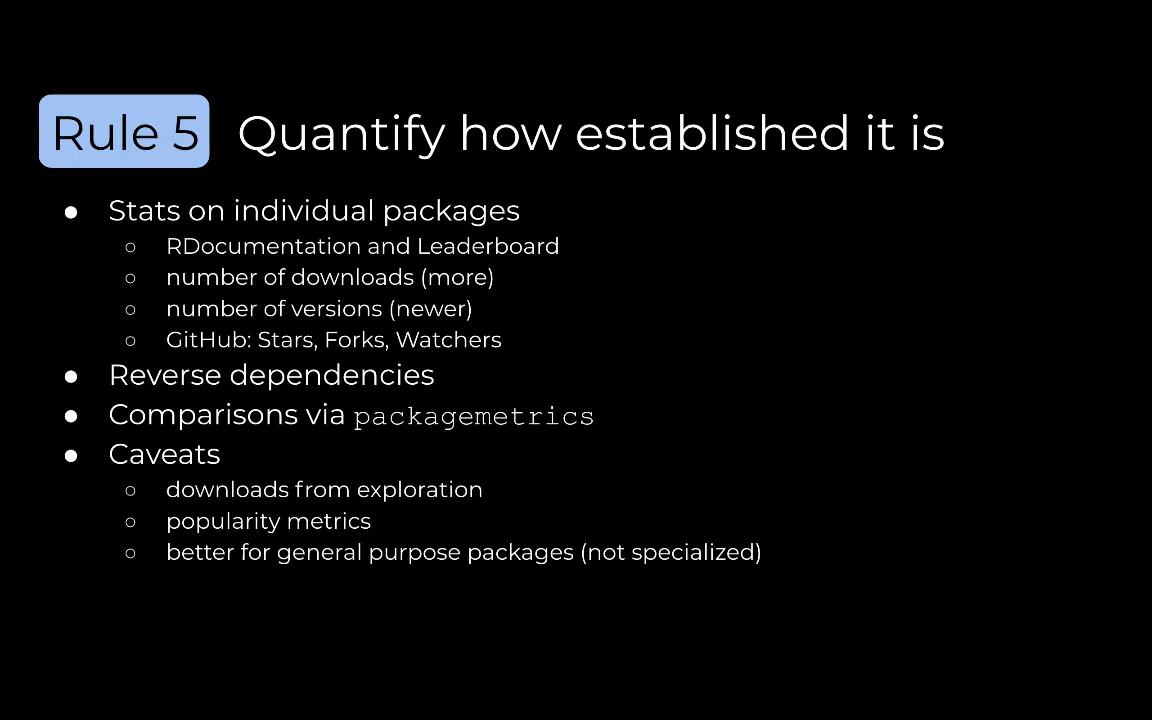 Rule 5 Quantify how established it is
● Stats on individual packages
○ RDocumentation and Leaderboard
○ number of downloads (more)
○ number of versions (newer)
○ GitHub: Stars, Forks, Watchers
● Reverse dependencies
● Comparisons via packagemetrics
● Caveats
○ downloads from exploration
○ popularity metrics
○ better for general purpose packages (not specialized)